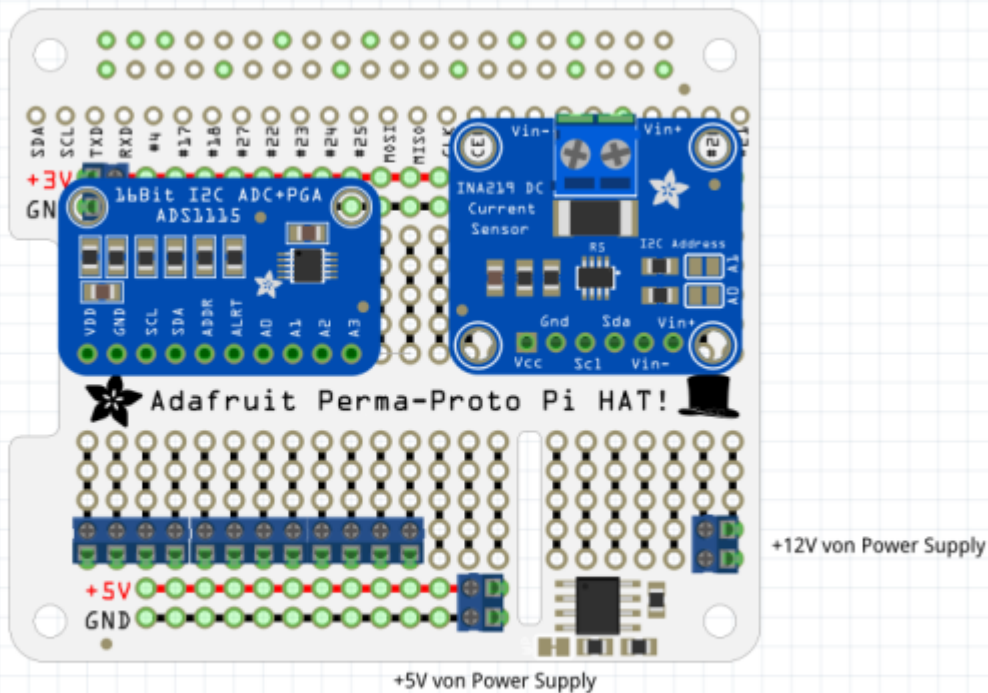 SDA SCL TXD RXD #4 #17 #18 #27 #22 #23 #24 #25 MOSI MISO
+3V
16Bit I2C ADC+PGA
ADS1115
VDD GND SCL SDA ADDR ALRT A0 A1 A2 A3
Vin- Vin+
CE
INA219 DC
Current
Sensor
RS
I2C Address
A1
A0
Gnd Sda Vin+
Vcc Scl Vin-
Adafruit Perma-Proto Pi HAT!
+12V von Power Supply
+5V
GND
+5V von Power Supply